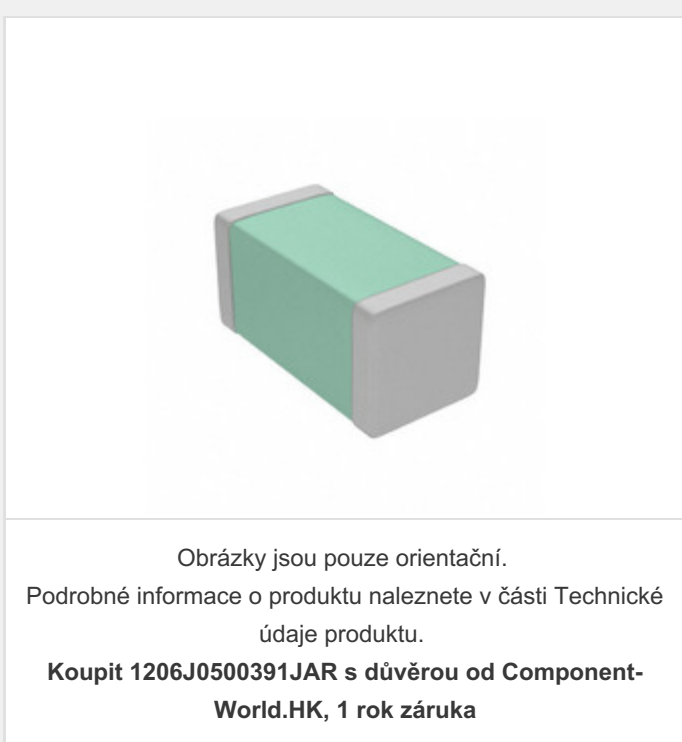 Obrázky jsou pouze orientační.
Podrobné informace o produktu naleznete v části Technické
údaje produktu.
Koupit 1206J0500391JAR s důvěrou od Component-
World.HK, 1 rok záruka